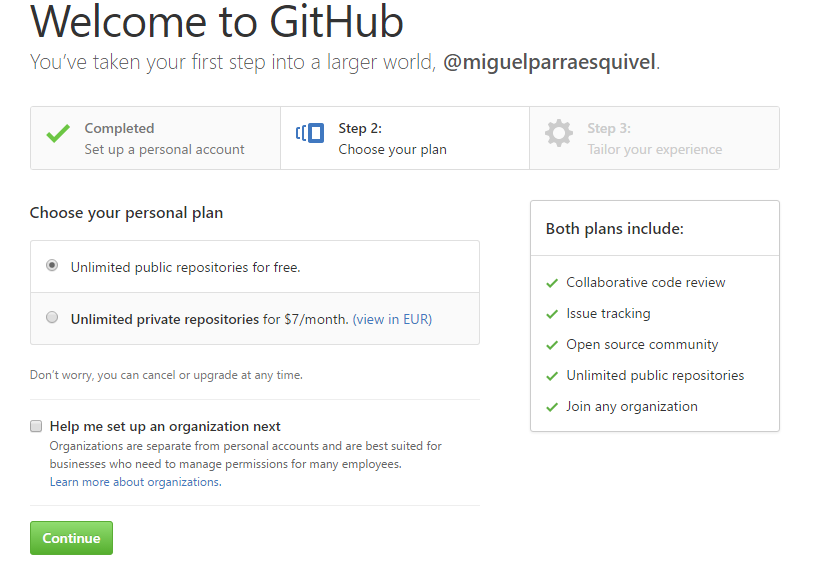 Welcome to GitHub
You’ve taken your first step into a larger world, @miguelparraesquivel.
Completed
Set up a personal account
Step 2:
Choose your plan
Step 3:
Tailor your experience
Choose your personal plan
Unlimited public repositories for free.
Unlimited private repositories for $7/month. (view in EUR)
Don’t worry, you can cancel or upgrade at any time.
Help me set up an organization next
Organizations are separate from personal accounts and are best suited for
businesses who need to manage permissions for many employees.
Learn more about organizations.
Continue
Both plans include:
Collaborative code review
Issue tracking
Open source community
Unlimited public repositories
Join any organization